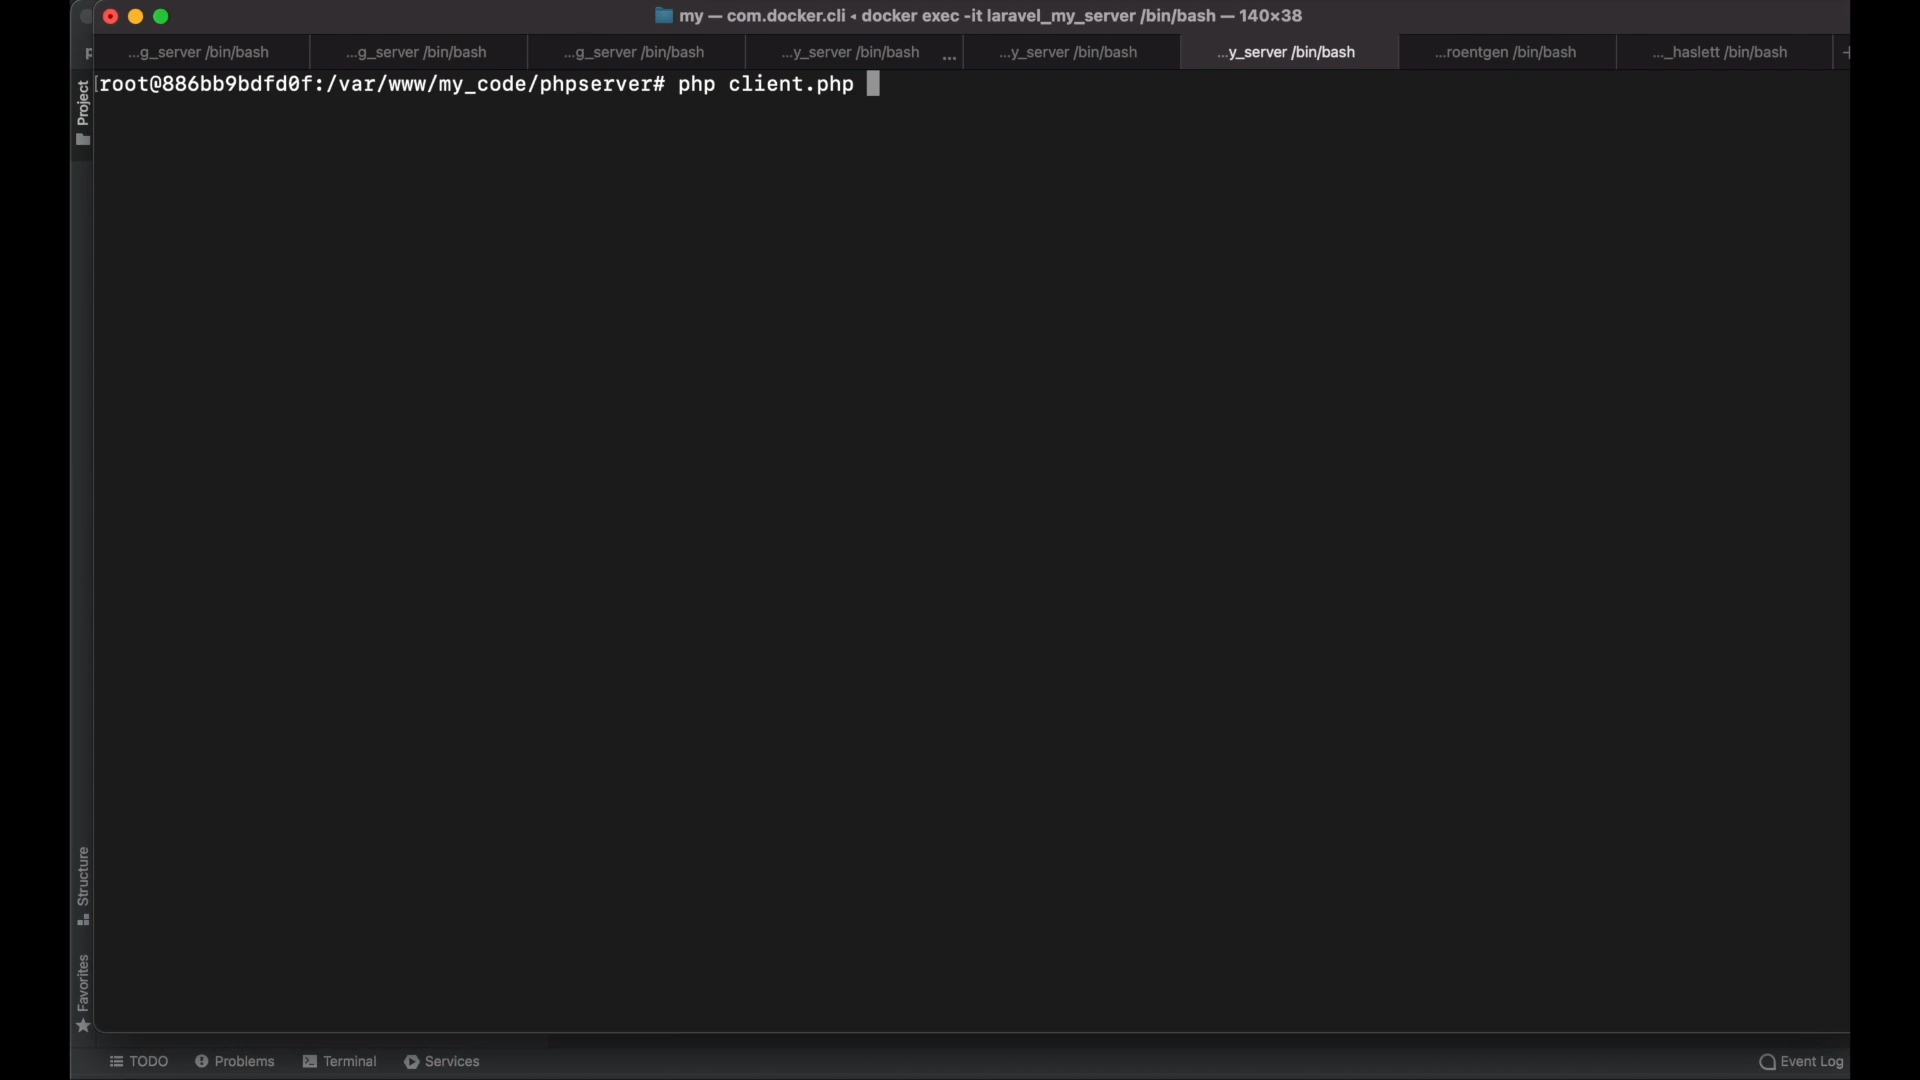 my — com.docker.cli ◂ docker exec -it laravel_my_server /bin/bash — 140×38
...g_server /bin/bash
...g_server /bin/bash
...g_server /bin/bash
...y_server /bin/bash
...
...y_server /bin/bash
...y_server /bin/bash
...roentgen /bin/bash
..._haslett /bin/bash
+
[root@886bb9bdfd0f:/var/www/my_code/phpserver# php client.php
Project
Structure
Favorites
TODO
Problems
Terminal
Services
Event Log